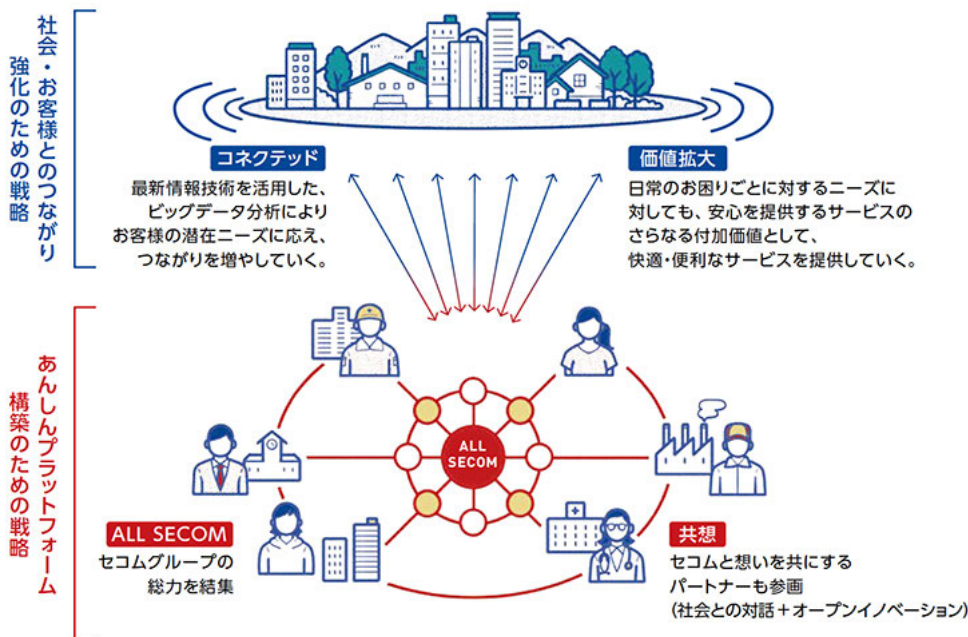 社会・お客様とのつながり
強化のための戦略
コネクテッド
最新情報技術を活用した、
ビッグデータ分析により
お客様の潜在ニーズに応え、
つながりを増やしていく。
価値拡大
日常のお困りごとに対するニーズに
対しても、安心を提供するサービスの
さらなる付加価値として、
快適・便利なサービスを提供していく。
あんしんプラットフォーム
構築のための戦略
ALL
SECOM
ALL SECOM
セコムグループの
総力を結集
共想
セコムと想いを共にする
パートナーも参画
(社会との対話+オープンイノベーション)